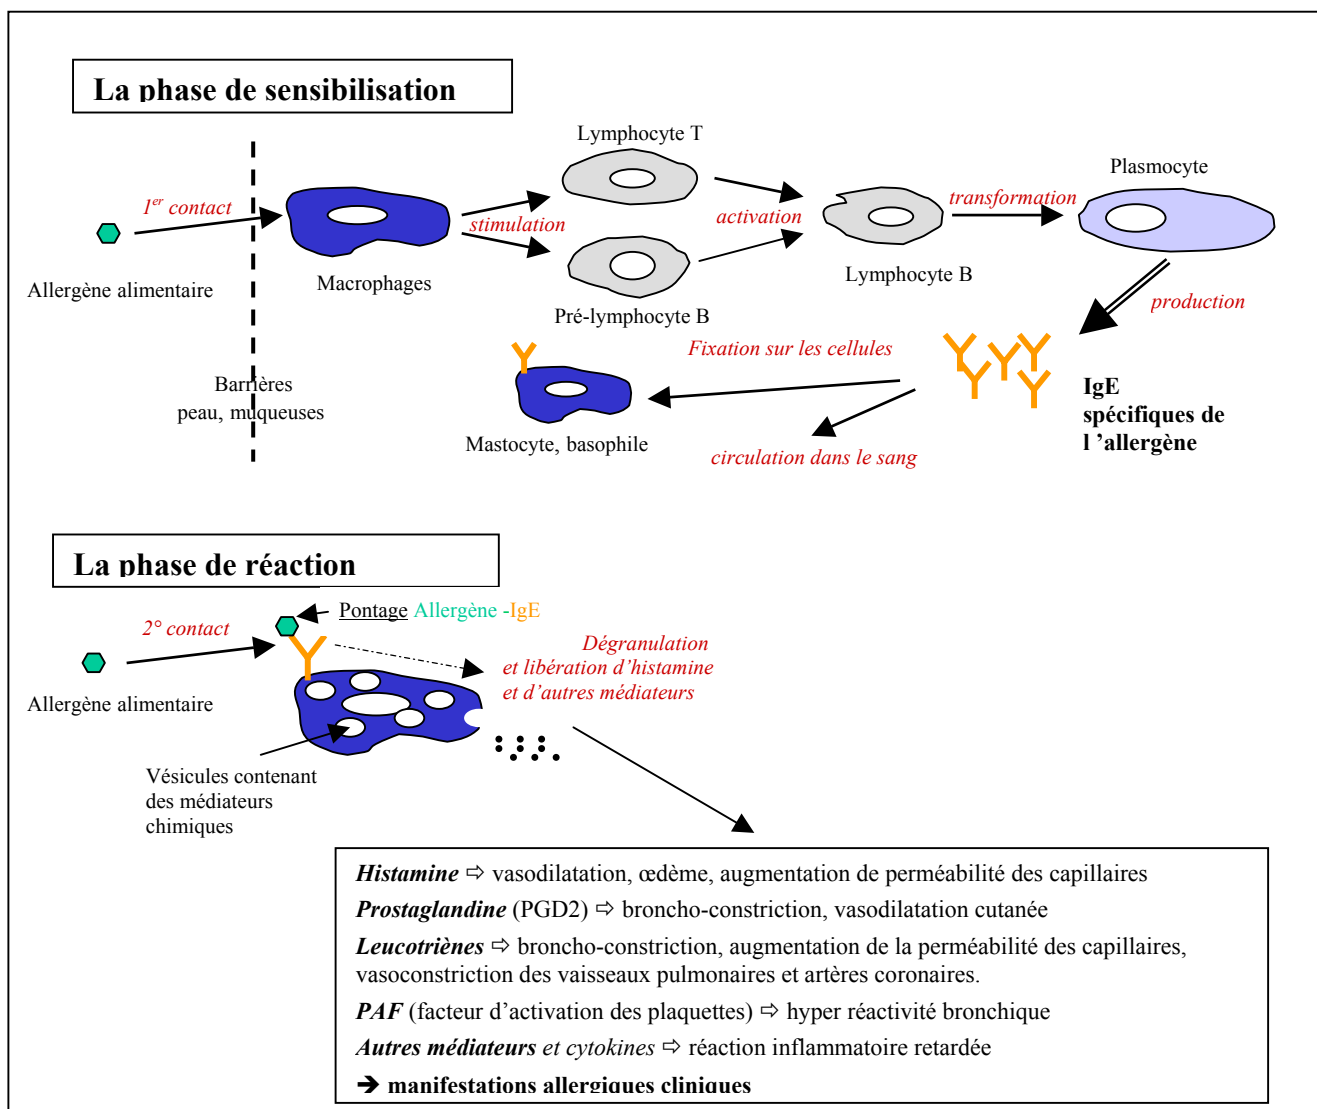 La phase de sensibilisation
Lymphocyte T
Plasmocyte
1er contact
stimulation
activation
transformation
Allergène alimentaire
Macrophages
Pré-lymphocyte B
Lymphocyte B
production
Barrières
peau, muqueuses
Fixation sur les cellules
Mastocyte, basophile
circulation dans le sang
IgE
spécifiques de
l ’allergène
La phase de réaction
2° contact
Pontage Allergène -IgE
Dégranulation
et libération d’histamine
et d’autres médiateurs
Allergène alimentaire
Vésicules contenant
des médiateurs
chimiques
Histamine ⇨ vasodilatation, œdème, augmentation de perméabilité des capillaires
Prostaglandine (PGD2) ⇨ broncho-constriction, vasodilatation cutanée
Leucotriènes ⇨ broncho-constriction, augmentation de la perméabilité des capillaires,
vasoconstriction des vaisseaux pulmonaires et artères coronaires.
PAF (facteur d’activation des plaquettes) ⇨ hyper réactivité bronchique
Autres médiateurs et cytokines ⇨ réaction inflammatoire retardée
➔ manifestations allergiques cliniques